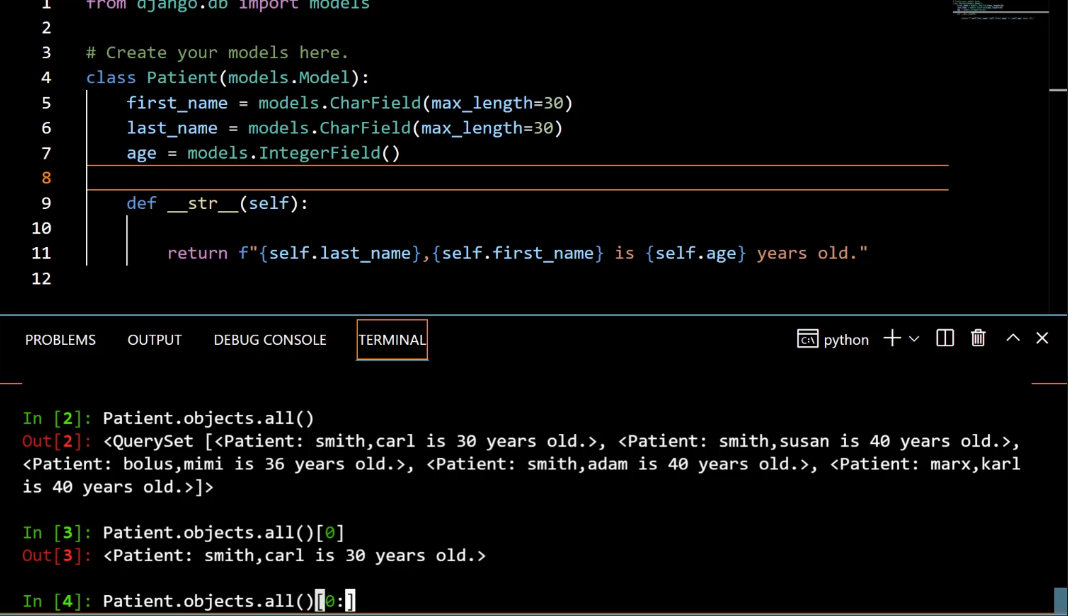 1 from django.db import models
2
3 # Create your models here.
4 class Patient(models.Model):
5 first_name = models.CharField(max_length=30)
6 last_name = models.CharField(max_length=30)
7 age = models.IntegerField()
8
9 def __str__(self):
10
11 return f"{self.last_name},{self.first_name} is {self.age} years old."
12
PROBLEMS OUTPUT DEBUG CONSOLE TERMINAL python
In [2]: Patient.objects.all()
Out[2]: <QuerySet [<Patient: smith,carl is 30 years old.>, <Patient: smith,susan is 40 years old.>,
<Patient: bolus,mimi is 36 years old.>, <Patient: smith,adam is 40 years old.>, <Patient: marx,karl
is 40 years old.>]>
In [3]: Patient.objects.all()[0]
Out[3]: <Patient: smith,carl is 30 years old.>
In [4]: Patient.objects.all()[0:]